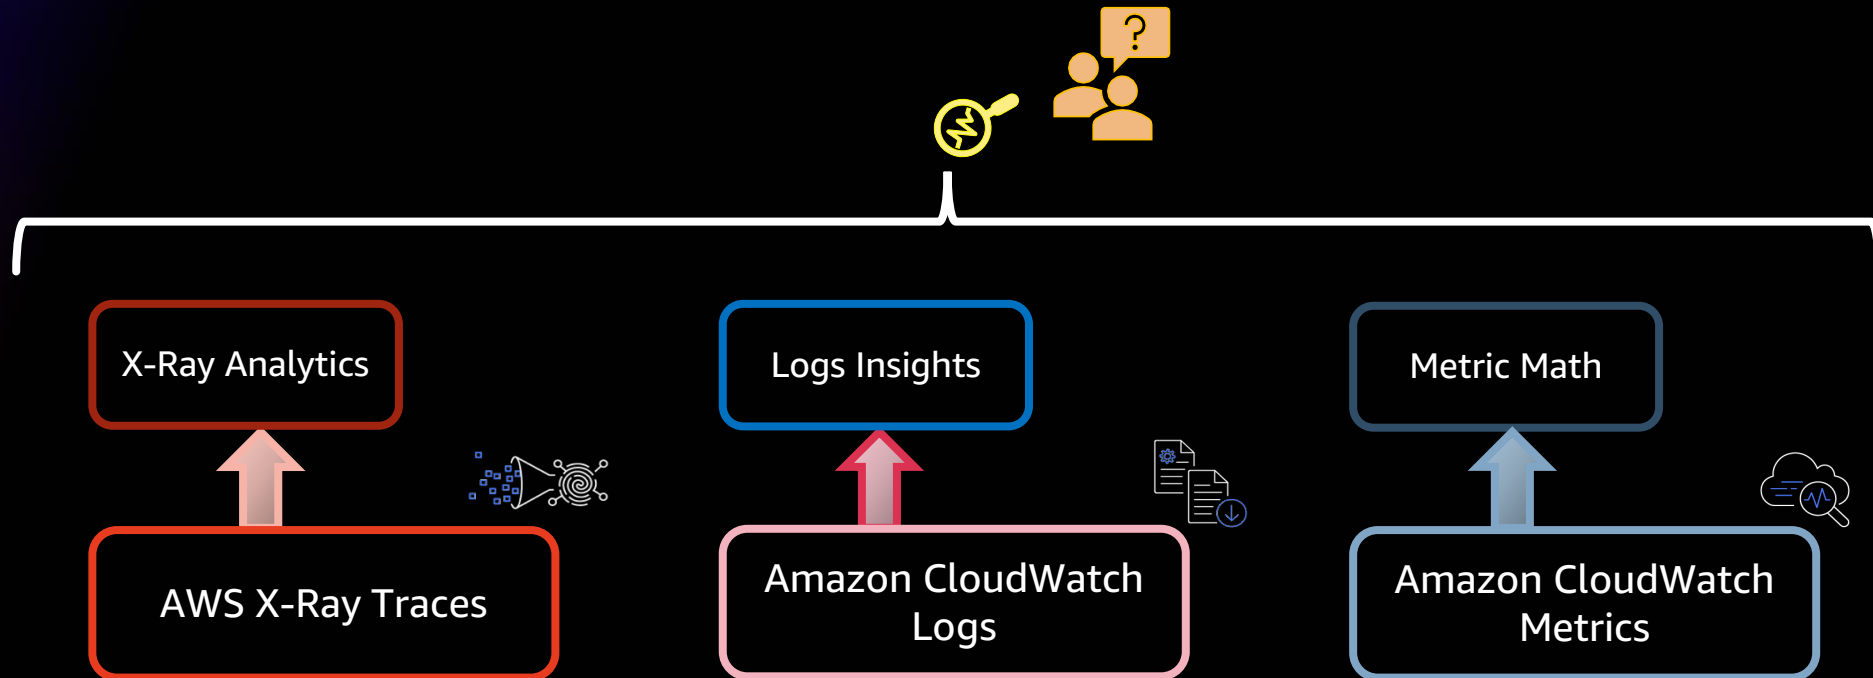 ?
X-Ray Analytics
Logs Insights
Metric Math
AWS X-Ray Traces
Amazon CloudWatch
Logs
Amazon CloudWatch
Metrics